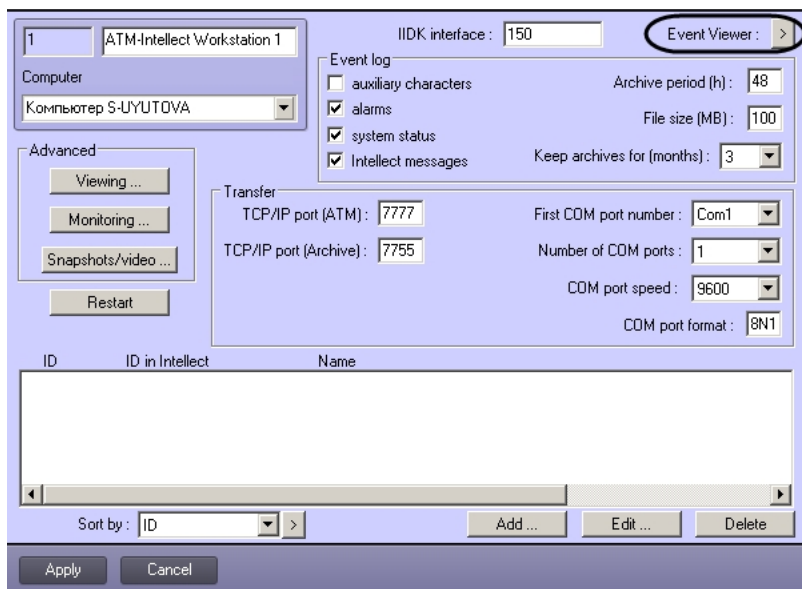 1
ATM-Intellect Workstation 1
IIDK interface :
150
Event Viewer :
>
Computer
Компьютер S-UYUTOVA
Event log
auxiliary characters
Archive period (h) :
48
alarms
File size (MB) :
100
system status
Intellect messages
Keep archives for (months) :
3
Advanced
Viewing ...
Monitoring ...
Snapshots/video ...
Restart
Transfer
TCP/IP port (ATM) :
7777
First COM port number :
Com1
TCP/IP port (Archive) :
7755
Number of COM ports :
1
COM port speed :
9600
COM port format :
8N1
ID
ID in Intellect
Name
Sort by :
ID
>
Add ...
Edit ...
Delete
Apply
Cancel